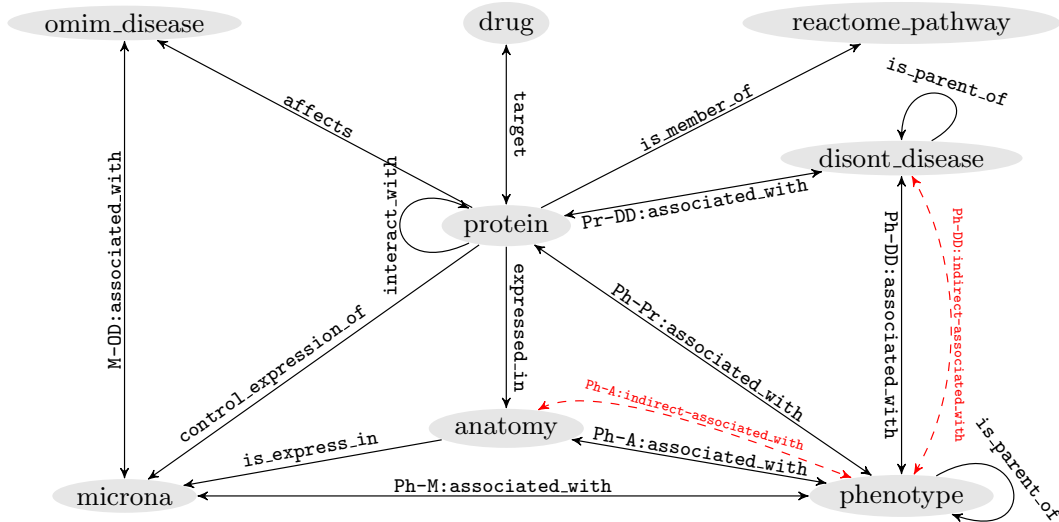 omim_disease
drug
reactome_pathway
is_parent_of
affects
target
is_member_of
disont_disease
M-OD:associated_with
interact_with
protein
Pr-DD:associated_with
Ph-DD:associated_with
Ph-DD:indirect-associated_with
expressed_in
Ph-Pr:associated_with
control_expression_of
Ph-A:indirect-associated_with
anatomy
is_express_in
Ph-A:associated_with
is_parent_of
microna
Ph-M:associated_with
phenotype